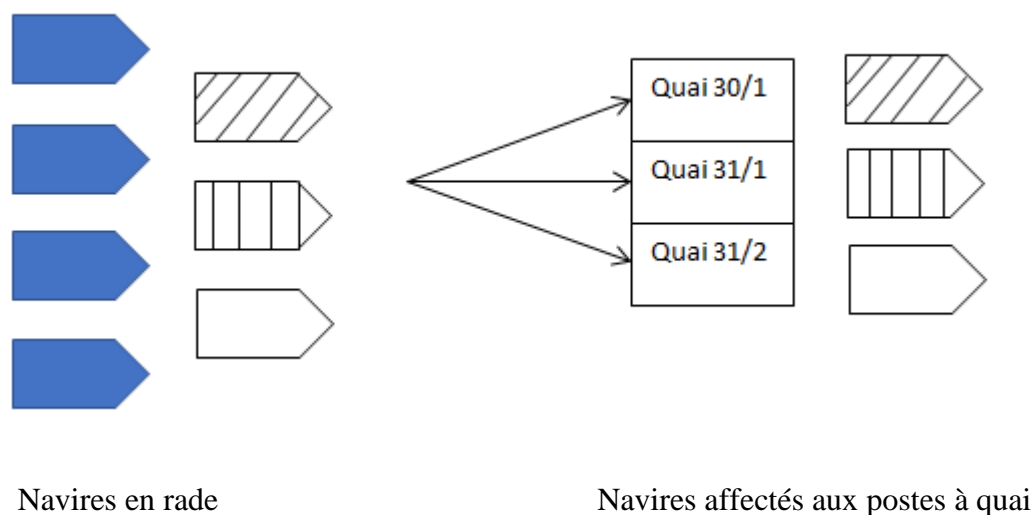 Quai 30/1
Quai 31/1
Quai 31/2
Navires en rade
Navires affectés aux postes à quai